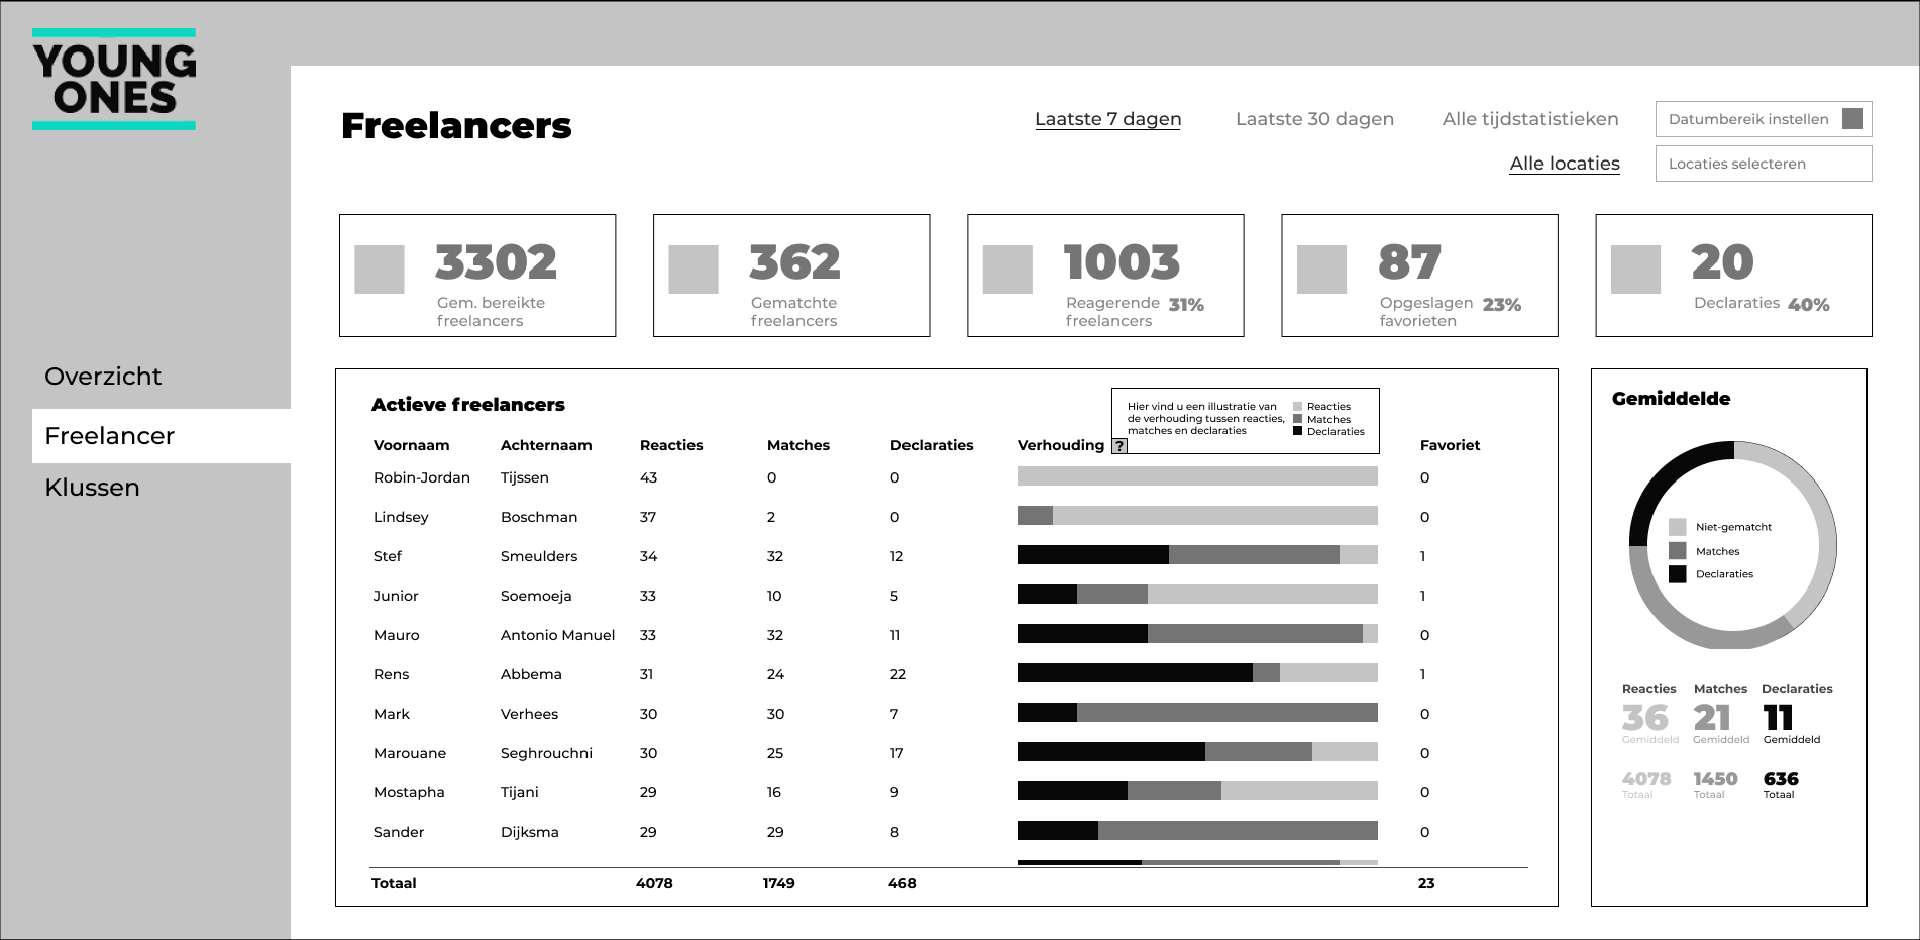 YOUNG
ONES
Freelancers
Laatste 7 dagen Laatste 30 dagen Alle tijdstatistieken Datumbereik instellen
Alle locaties Locaties selecteren
3302
Gem. bereikte
freelancers
362
Gematchte
freelancers
1003
Reagerende 31%
freelancers
87
Opgeslagen 23%
favorieten
20
Declaraties 40%
Overzicht
Freelancer
Klussen
Actieve freelancers
Hier vind u een illustratie van
de verhouding tussen reacties,
matches en declaraties
Reacties
Matches
Declaraties
Voornaam Achternaam Reacties Matches Declaraties Verhouding ? Favoriet
Robin-Jordan Tijssen 43 0 0 0
Lindsey Boschman 37 2 0 0
Stef Smeulders 34 32 12 1
Junior Soemoeja 33 10 5 1
Mauro Antonio Manuel 33 32 11 0
Rens Abbema 31 24 22 1
Mark Verhees 30 30 7 0
Marouane Seghrouchni 30 25 17 0
Mostapha Tijani 29 16 9 0
Sander Dijksma 29 29 8 0
Totaal 4078 1749 468 23
Gemiddelde
Niet-gematcht
Matches
Declaraties
Reacties Matches Declaraties
36 21 11
Gemiddeld Gemiddeld Gemiddeld
4078 1450 636
Totaal Totaal Totaal